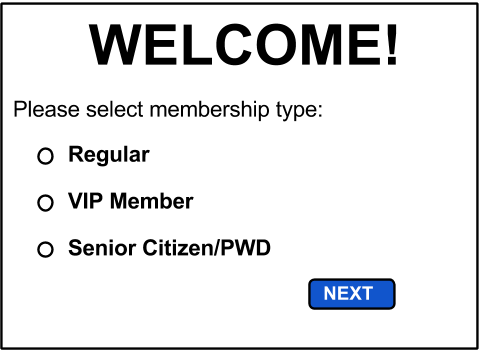 WELCOME!
Please select membership type:
Regular
VIP Member
Senior Citizen/PWD
NEXT